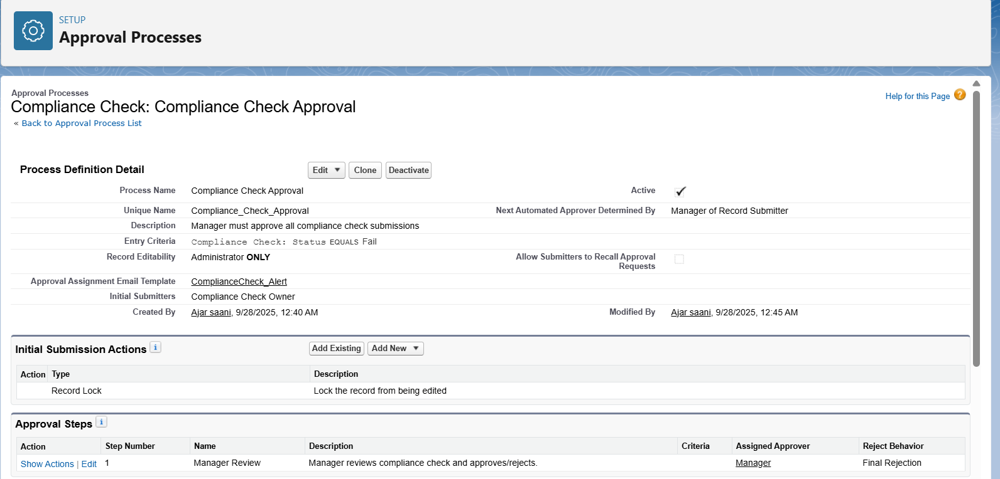 SETUP
Approval Processes
Approval Processes
Compliance Check: Compliance Check Approval
« Back to Approval Process List
Help for this Page ?
Process Definition Detail
Edit Clone Deactivate
Process Name Compliance Check Approval Active
Unique Name Compliance_Check_Approval Next Automated Approver Determined By Manager of Record Submitter
Description Manager must approve all compliance check submissions
Entry Criteria Compliance Check: Status EQUALS Fail
Record Editability Administrator ONLY Allow Submitters to Recall Approval
Requests
Approval Assignment Email Template ComplianceCheck_Alert
Initial Submitters Compliance Check Owner
Created By Ajar saani, 9/28/2025, 12:40 AM Modified By Ajar saani, 9/28/2025, 12:45 AM
Initial Submission Actions i Add Existing Add New
Action Type Description
Record Lock Lock the record from being edited
Approval Steps i
Action Step Number Name Description Criteria Assigned Approver Reject Behavior
Show Actions | Edit 1 Manager Review Manager reviews compliance check and approves/rejects. Manager Final Rejection